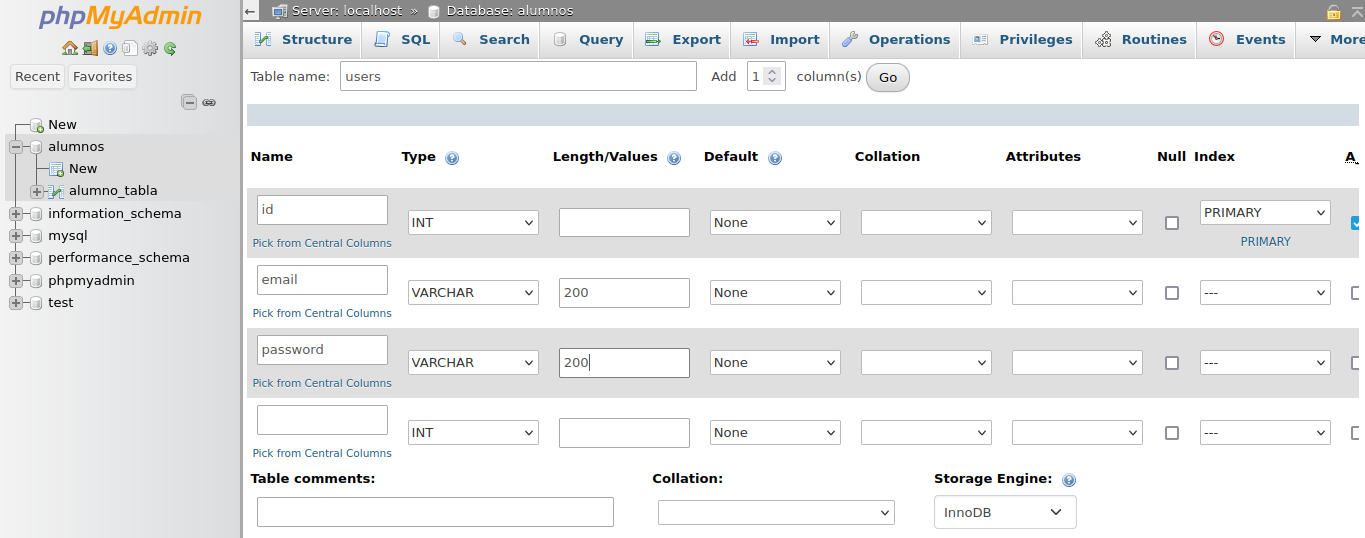 phpMyAdmin
← Server: localhost » Database: alumnos
Structure SQL Search Query Export Import Operations Privileges Routines Events More
Recent Favorites
New
alumnos
New
alumno_tabla
information_schema
mysql
performance_schema
phpmyadmin
test
Table name: users Add 1 column(s) Go
Name Type Length/Values Default Collation Attributes Null Index A_
id INT None PRIMARY
Pick from Central Columns PRIMARY
email VARCHAR 200 None ---
Pick from Central Columns
password VARCHAR 200 None ---
Pick from Central Columns
INT None ---
Pick from Central Columns
Table comments: Collation: Storage Engine:
InnoDB